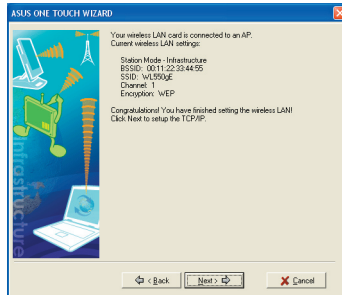 ASUS ONE TOUCH WIZARD
Your wireless LAN card is connected to an AP.
Current wireless LAN settings:
Station Mode - Infrastructure
BSSID: 00:11:22:33:44:55
SSID: WL550gE
Channel: 1
Encryption: WEP
Congratulations! You have finished setting the wireless LAN!
Click Next to setup the TCP/IP.
infrastructure
< Back
Next >
Cancel